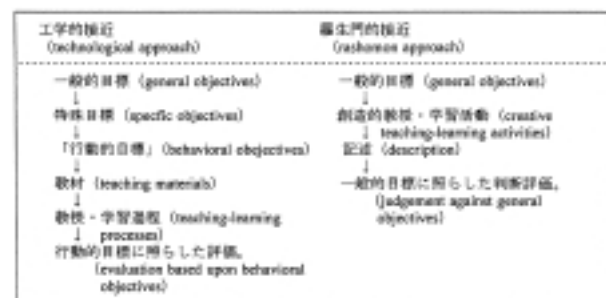 工学的接近
(technological approach)
一般的目標 (general objectives)
↓
特殊目標 (specfic objectives)
↓
「行動的目標」(behavioral obejectives)
↓
教材 (teaching materials)
↓
教授・学習過程 (teaching-learning
↓ processes)
行動的目標に照らした評価。
(evaluation based upon behavioral
objectives)
羅生門的接近
(rashomon approach)
一般的目標 (general objectives)
↓
創造的教授・学習活動 (creative
↓ teaching-learning activities)
記述 (description)
↓
一般的目標に照らした判断評価。
(judgement against general
objectives)